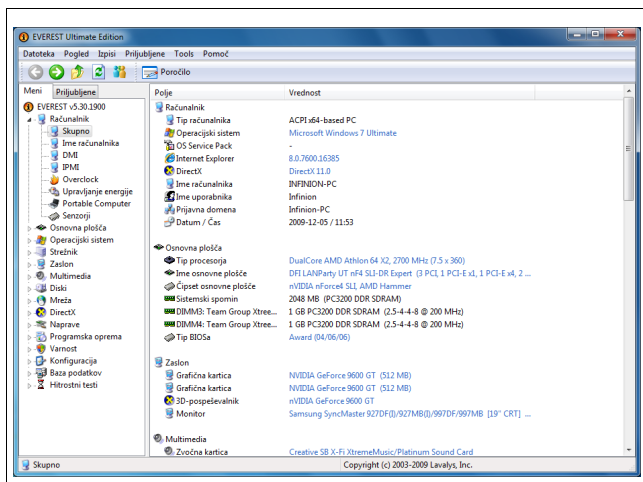 EVEREST Ultimate Edition
Datoteka Pogled Izpisi Priljubljene Tools Pomoč
Poročilo
Meni Priljubljene
EVEREST v5.30.1900
Računalnik
Skupno
Ime računalnika
DMI
IPMI
Overclock
Upravljanje energije
Portable Computer
Senzorji
Osnovna plošča
Operacijski sistem
Strežnik
Zaslon
Multimedia
Diski
Mreža
DirectX
Naprave
Programska oprema
Varnost
Konfiguracija
Baza podatkov
Hitrostni testi
Polje Vrednost
Računalnik
Tip računalnika ACPI x64-based PC
Operacijski sistem Microsoft Windows 7 Ultimate
OS Service Pack -
Internet Explorer 8.0.7600.16385
DirectX DirectX 11.0
Ime računalnika INFINION-PC
Ime uporabnika Infinion
Prijavna domena Infinion-PC
Datum / Čas 2009-12-05 / 11:53
Osnovna plošča
Tip procesorja DualCore AMD Athlon 64 X2, 2700 MHz (7.5 x 360)
Ime osnovne plošče DFI LANParty UT nF4 SLI-DR Expert (3 PCI, 1 PCI-E x1, 1 PCI-E x4, 2 ...
Čipset osnovne plošče nVIDIA nForce4 SLI, AMD Hammer
Sistemski spomin 2048 MB (PC3200 DDR SDRAM)
DIMM3: Team Group Xtree... 1 GB PC3200 DDR SDRAM (2.5-4-4-8 @ 200 MHz)
DIMM4: Team Group Xtree... 1 GB PC3200 DDR SDRAM (2.5-4-4-8 @ 200 MHz)
Tip BIOSa Award (04/06/06)
Zaslon
Grafična kartica NVIDIA GeForce 9600 GT (512 MB)
Grafična kartica NVIDIA GeForce 9600 GT (512 MB)
3D-pospeševalnik nVIDIA GeForce 9600 GT
Monitor Samsung SyncMaster 927DF(I)/927MB(I)/997DF/997MB [19" CRT] ...
Multimedia
Zvočna kartica Creative SB X-Fi XtremeMusic/Platinum Sound Card
Skupno Copyright (c) 2003-2009 Lavalys, Inc.